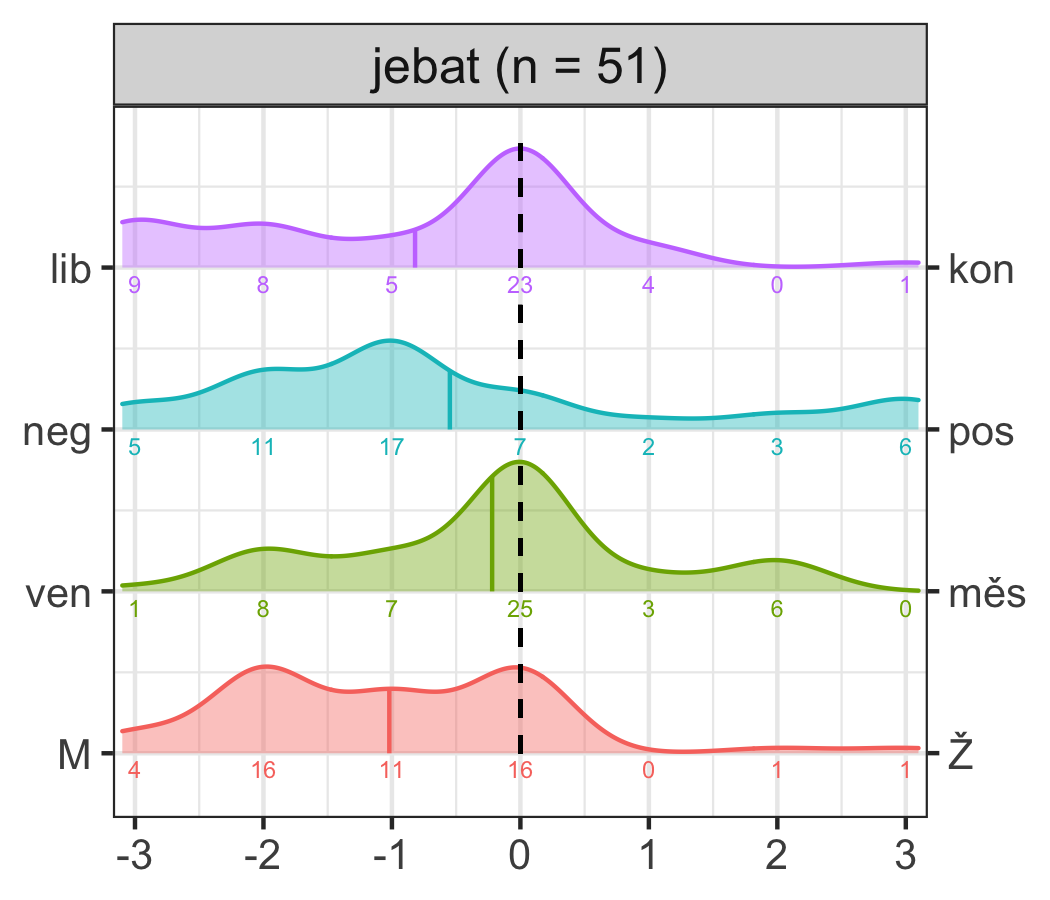 jebat (n = 51)
lib kon
9 8 5 23 4 0 1
neg pos
5 11 17 7 2 3 6
ven měs
1 8 7 25 3 6 0
M Ž
4 16 11 16 0 1 1
-3 -2 -1 0 1 2 3